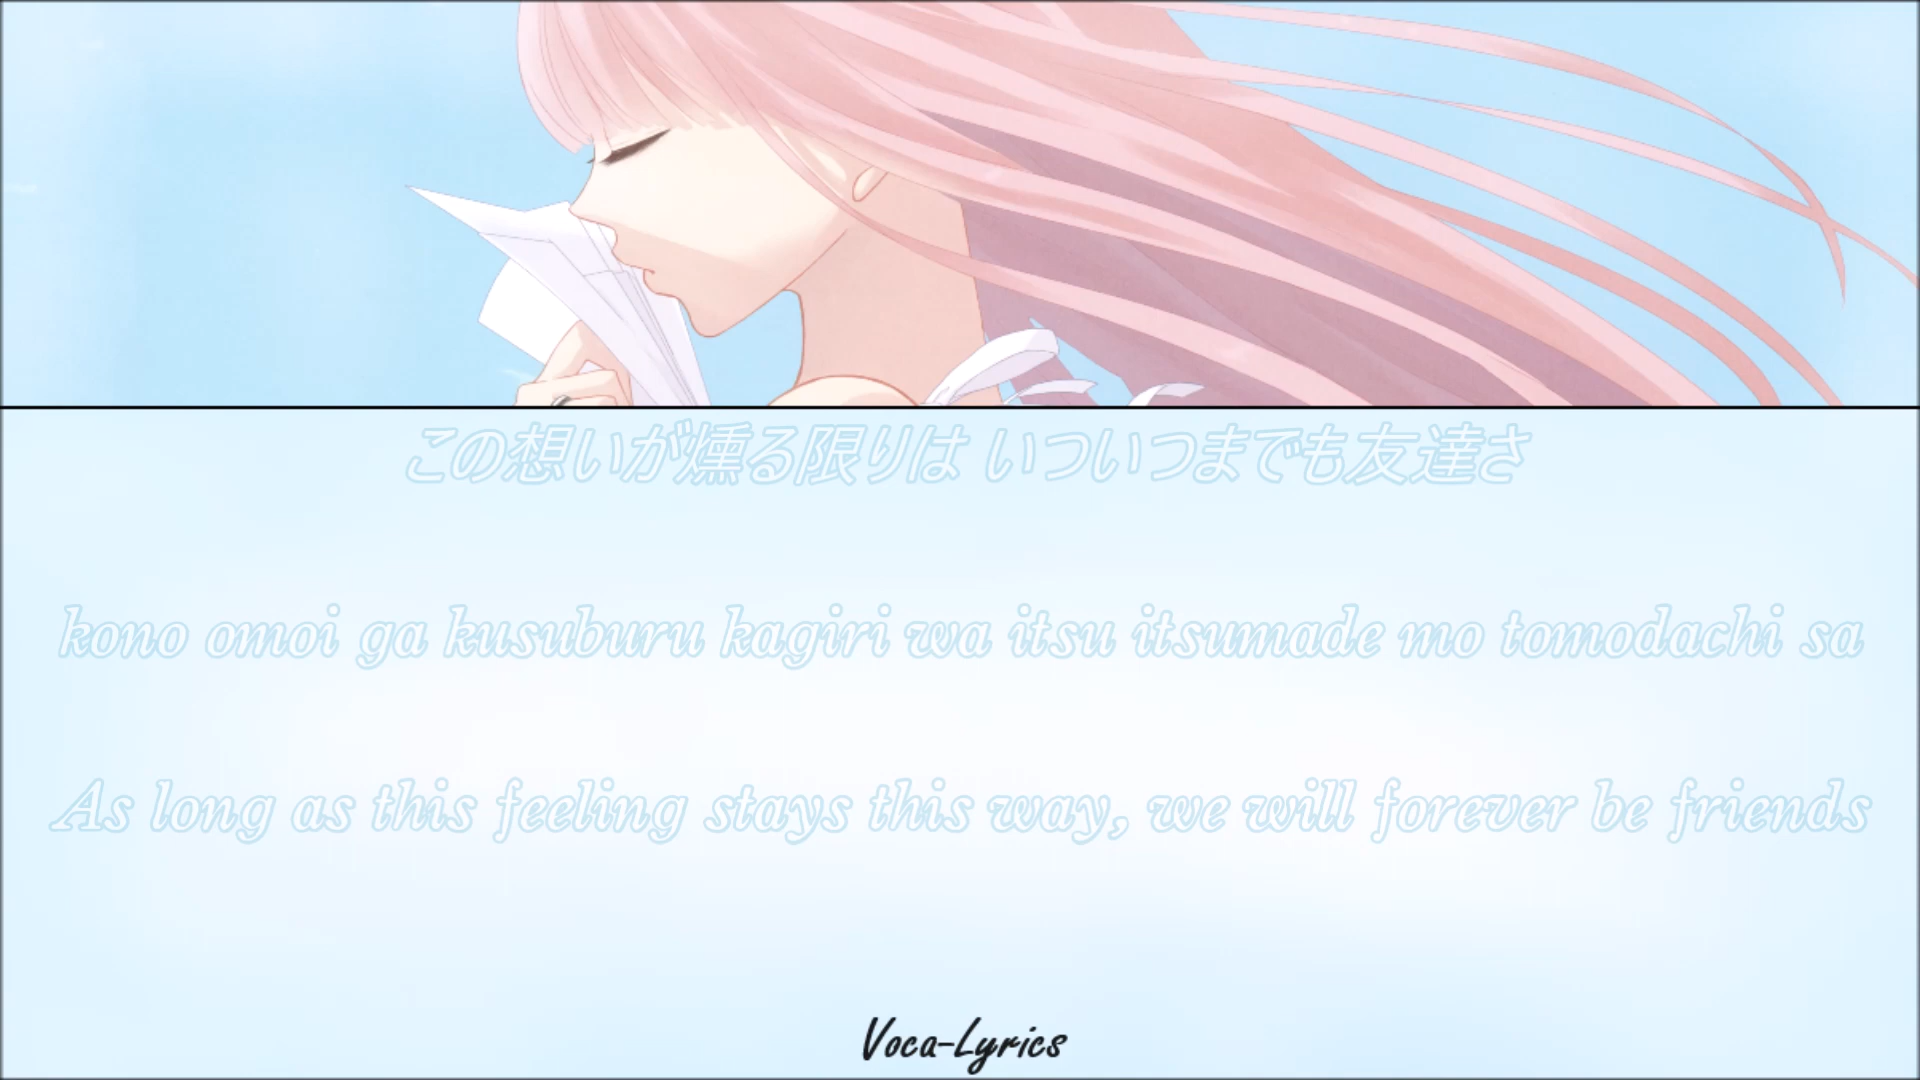 この想いが燻る限りは いついつまでも友達さ
kono omoi ga kusuburu kagiri wa itsu itsumade mo tomodachi sa
As long as this feeling stays this way, we will forever be friends
Voca-Lyrics